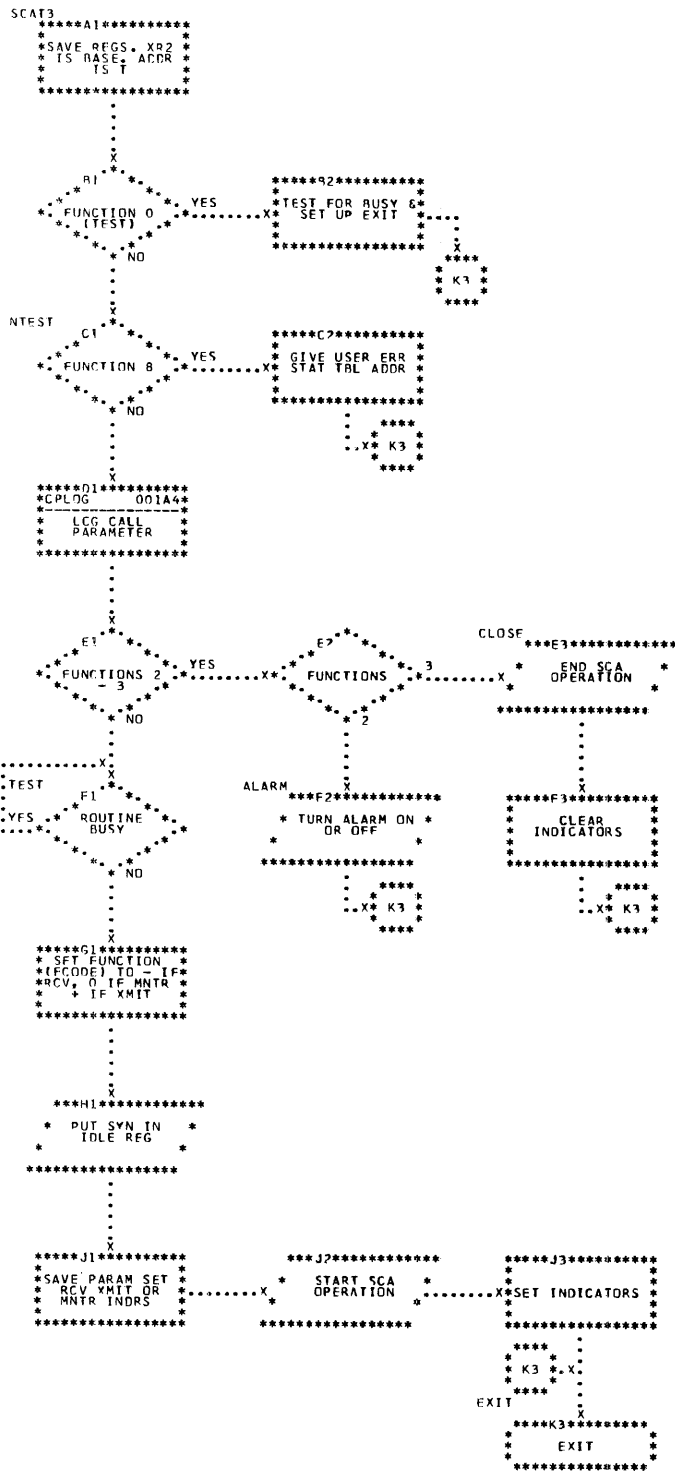 SCAT3
A1
SAVE REGS. XR2
IS BASE. ADDR
IS T
B1
FUNCTION 0
(TEST)
YES
NO
B2
TEST FOR BUSY &
SET UP EXIT
K3
NTEST
C1
FUNCTION 8
YES
NO
C2
GIVE USER ERR
STAT TBL ADDR
K3
D1
CPLOG 001A4
LCG CALL
PARAMETER
E1
FUNCTIONS 2
- 3
YES
NO
E2
FUNCTIONS
3
2
CLOSE
E3
END SCA
OPERATION
TEST
F1
ROUTINE
BUSY
YES
NO
ALARM
F2
TURN ALARM ON
OR OFF
K3
F3
CLEAR
INDICATORS
K3
G1
SET FUNCTION
(FCODE) TO - IF
RCV, 0 IF MNTR
+ IF XMIT
H1
PUT SYN IN
IDLE REG
J1
SAVE PARAM SET
RCV XMIT OR
MNTR INDRS
J2
START SCA
OPERATION
J3
SET INDICATORS
K3
EXIT
K3
EXIT